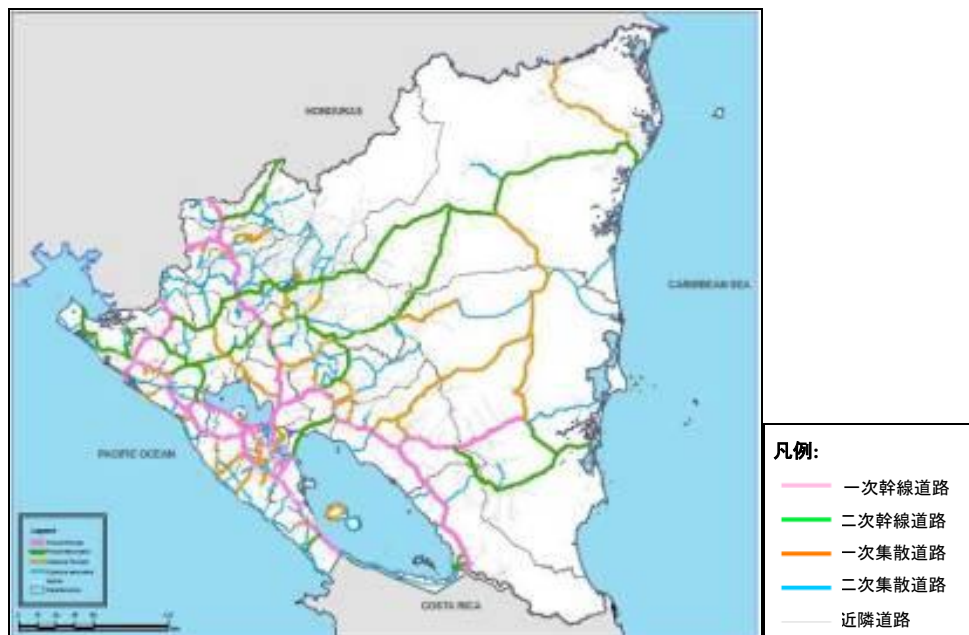 HONDURAS
CARIBBEAN SEA
PACIFIC OCEAN
COSTA RICA
凡例:
一次幹線道路
二次幹線道路
一次集散道路
二次集散道路
近隣道路